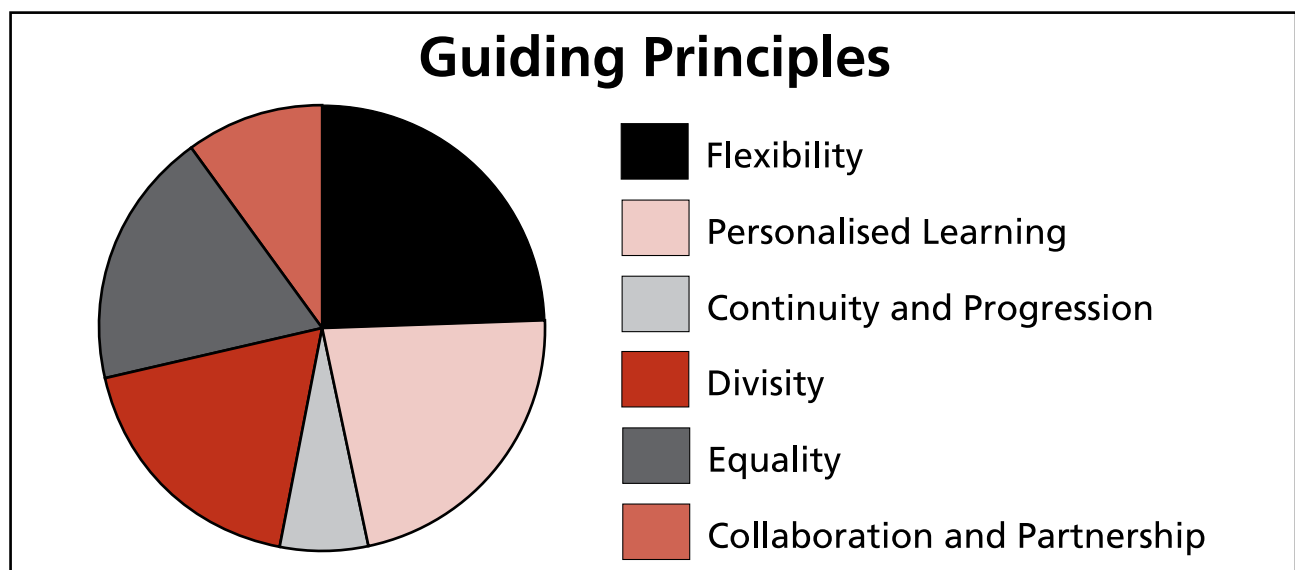 Guiding Principles
Flexibility
Personalised Learning
Continuity and Progression
Divisity
Equality
Collaboration and Partnership